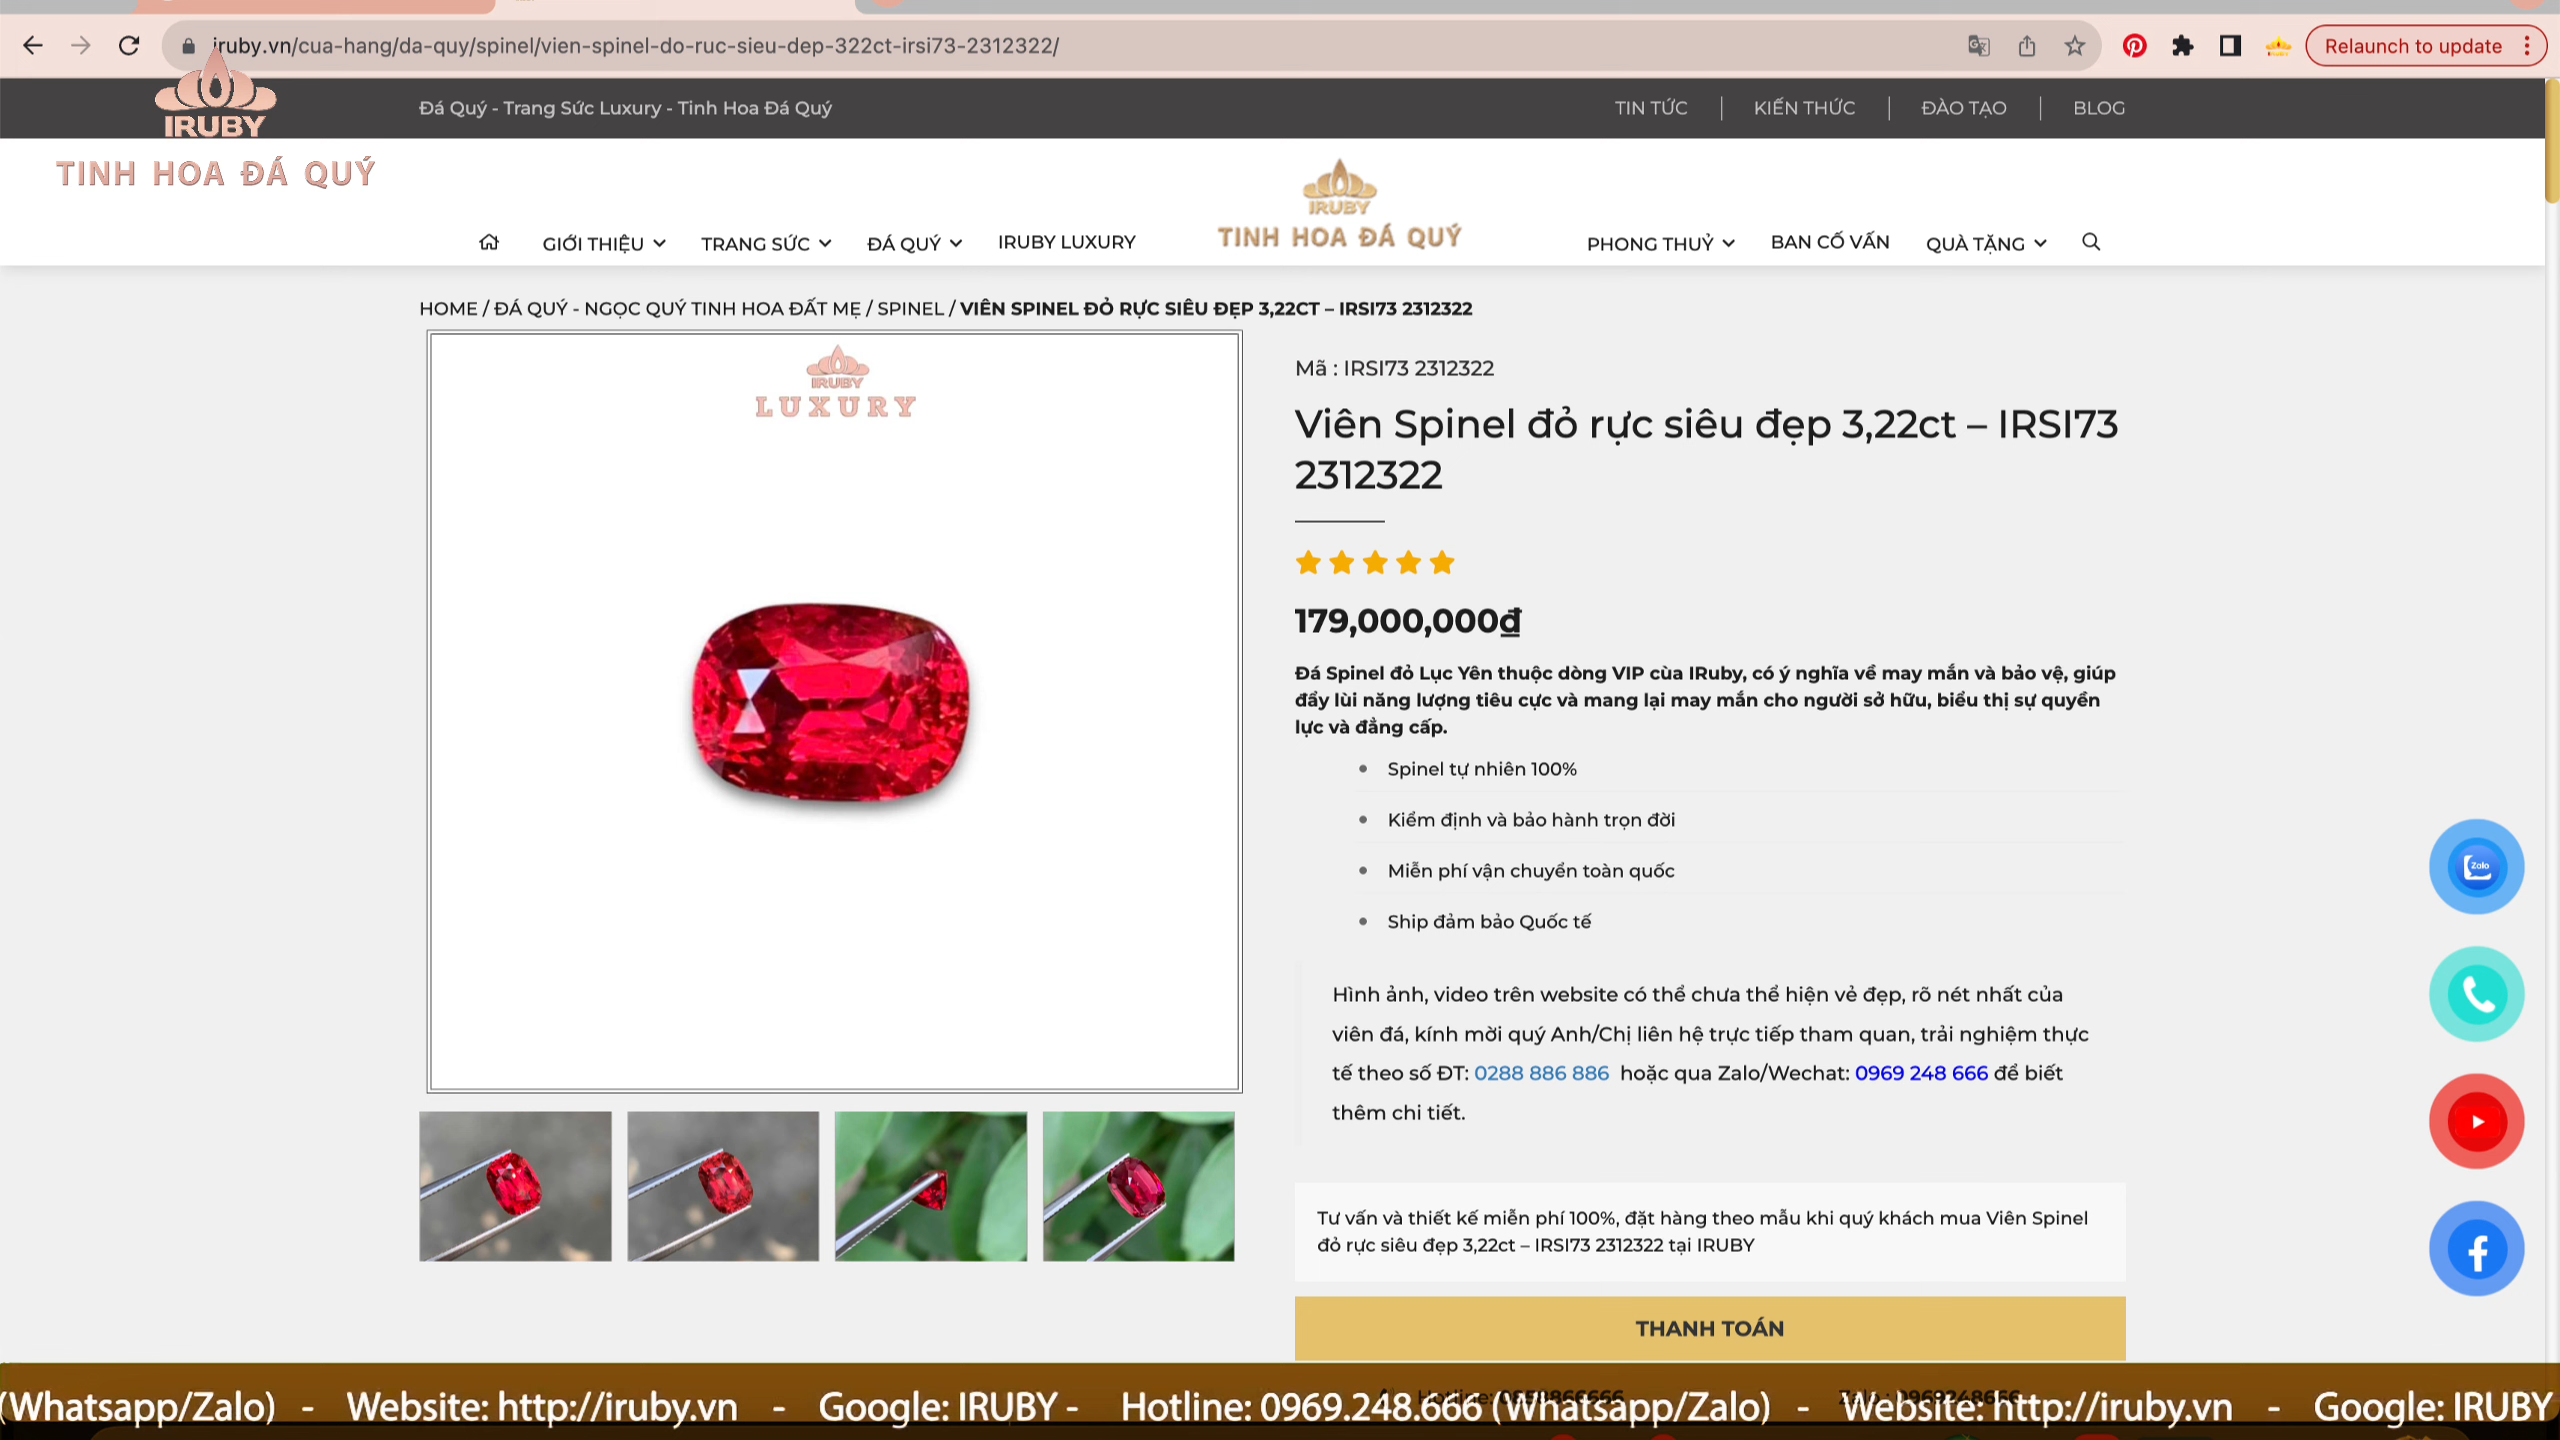 iruby.vn/cua-hang/da-quy/spinel/vien-spinel-do-ruc-sieu-dep-322ct-irsi73-2312322/
Relaunch to update
IRUBY
TINH HOA ĐÁ QUÝ
Đá Quý - Trang Sức Luxury - Tinh Hoa Đá Quý
TIN TỨC
KIẾN THỨC
ĐÀO TẠO
BLOG
IRUBY
TINH HOA ĐÁ QUÝ
GIỚI THIỆU
TRANG SỨC
ĐÁ QUÝ
IRUBY LUXURY
PHONG THUỶ
BAN CỐ VẤN
QUÀ TẶNG
HOME / ĐÁ QUÝ - NGỌC QUÝ TINH HOA ĐẤT MẸ / SPINEL / VIÊN SPINEL ĐỎ RỰC SIÊU ĐẸP 3,22CT – IRSI73 2312322
IRUBY
LUXURY
Mã : IRSI73 2312322
Viên Spinel đỏ rực siêu đẹp 3,22ct – IRSI73
2312322
179,000,000₫
Đá Spinel đỏ Lục Yên thuộc dòng VIP cùa IRuby, có ý nghĩa về may mắn và bảo vệ, giúp
đẩy lùi năng lượng tiêu cực và mang lại may mắn cho người sở hữu, biểu thị sự quyền
lực và đẳng cấp.
Spinel tự nhiên 100%
Kiểm định và bảo hành trọn đời
Miễn phí vận chuyển toàn quốc
Ship đảm bảo Quốc tế
Hình ảnh, video trên website có thể chưa thể hiện vẻ đẹp, rõ nét nhất của
viên đá, kính mời quý Anh/Chị liên hệ trực tiếp tham quan, trải nghiệm thực
tế theo số ĐT: 0288 886 886 hoặc qua Zalo/Wechat: 0969 248 666 để biết
thêm chi tiết.
Zalo
Tư vấn và thiết kế miễn phí 100%, đặt hàng theo mẫu khi quý khách mua Viên Spinel
đỏ rực siêu đẹp 3,22ct – IRSI73 2312322 tại IRUBY
THANH TOÁN
(Whatsapp/Zalo) - Website: http://iruby.vn - Google: IRUBY - Hotline: 0969.248.666 (Whatsapp/Zalo) - Website: http://iruby.vn - Google: IRUBY